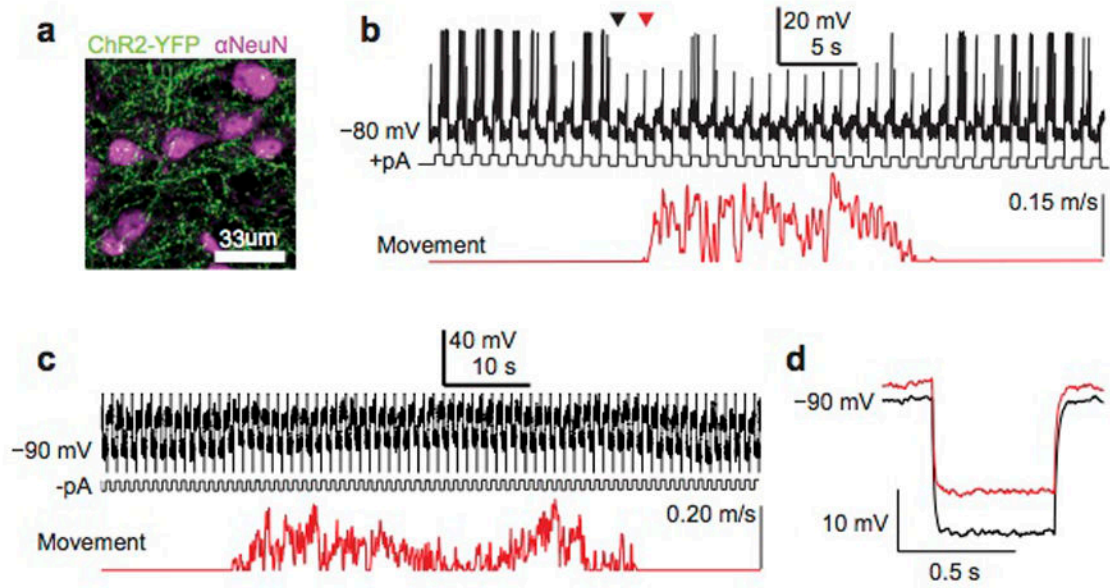 a
ChR2-YFP αNeuN
33um
b
20 mV
5 s
−80 mV
+pA
0.15 m/s
Movement
c
40 mV
10 s
−90 mV
-pA
0.20 m/s
Movement
d
−90 mV
10 mV
0.5 s